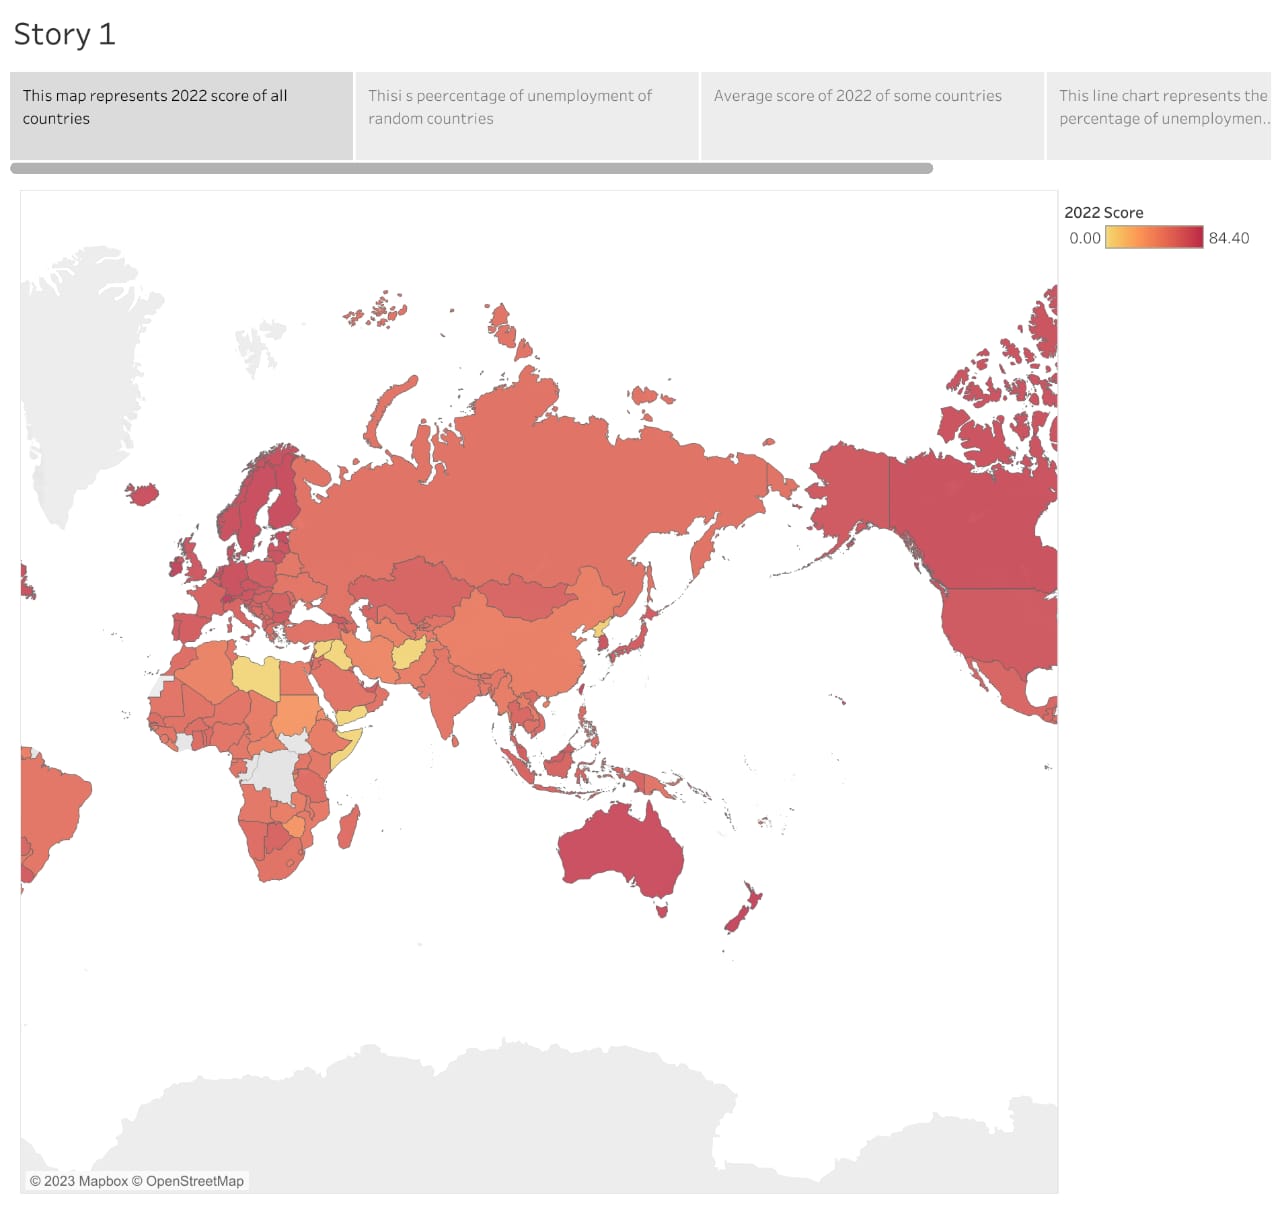 Story 1
This map represents 2022 score of all
countries
Thisi s peercentage of unemployment of
random countries
Average score of 2022 of some countries
This line chart represents the
percentage of unemploymen..
2022 Score
0.00
84.40
© 2023 Mapbox © OpenStreetMap